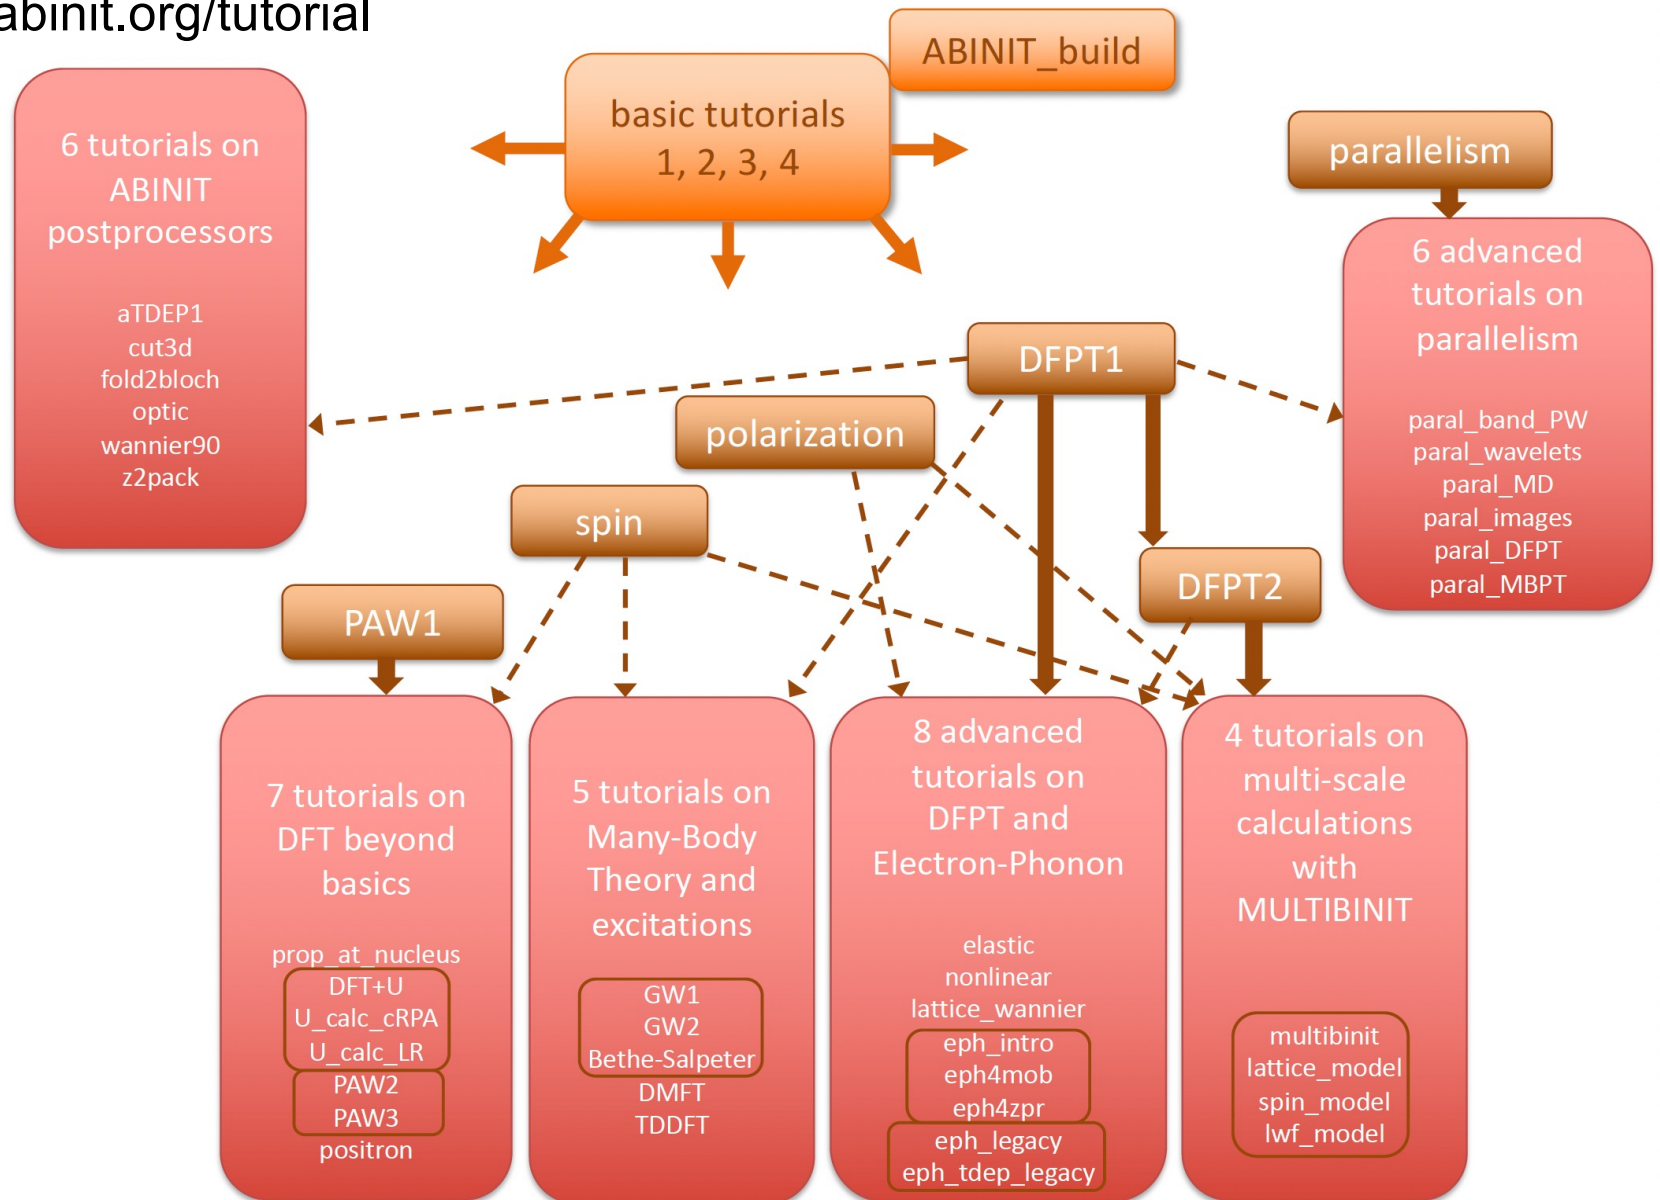 abinit.org/tutorial
ABINIT_build
basic tutorials
1, 2, 3, 4
6 tutorials on
ABINIT
postprocessors
aTDEP1
cut3d
fold2bloch
optic
wannier90
z2pack
parallelism
6 advanced
tutorials on
parallelism
paral_band_PW
paral_wavelets
paral_MD
paral_images
paral_DFPT
paral_MBPT
DFPT1
polarization
spin
DFPT2
PAW1
7 tutorials on
DFT beyond
basics
prop_at_nucleus
DFT+U
U_calc_cRPA
U_calc_LR
PAW2
PAW3
positron
5 tutorials on
Many-Body
Theory and
excitations
GW1
GW2
Bethe-Salpeter
DMFT
TDDFT
8 advanced
tutorials on
DFPT and
Electron-Phonon
elastic
nonlinear
lattice_wannier
eph_intro
eph4mob
eph4zpr
eph_legacy
eph_tdep_legacy
4 tutorials on
multi-scale
calculations
with
MULTIBINIT
multibinit
lattice_model
spin_model
lwf_model